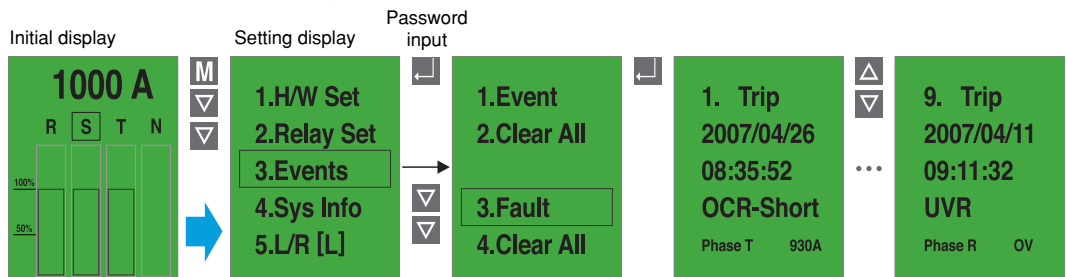 Password
input
Initial display
Setting display
1000 A
R S T N
100%
50%
M
1.H/W Set
2.Relay Set
3.Events
4.Sys Info
5.L/R [L]
1.Event
2.Clear All
3.Fault
4.Clear All
1. Trip
2007/04/26
08:35:52
OCR-Short
Phase T 930A
...
9. Trip
2007/04/11
09:11:32
UVR
Phase R OV